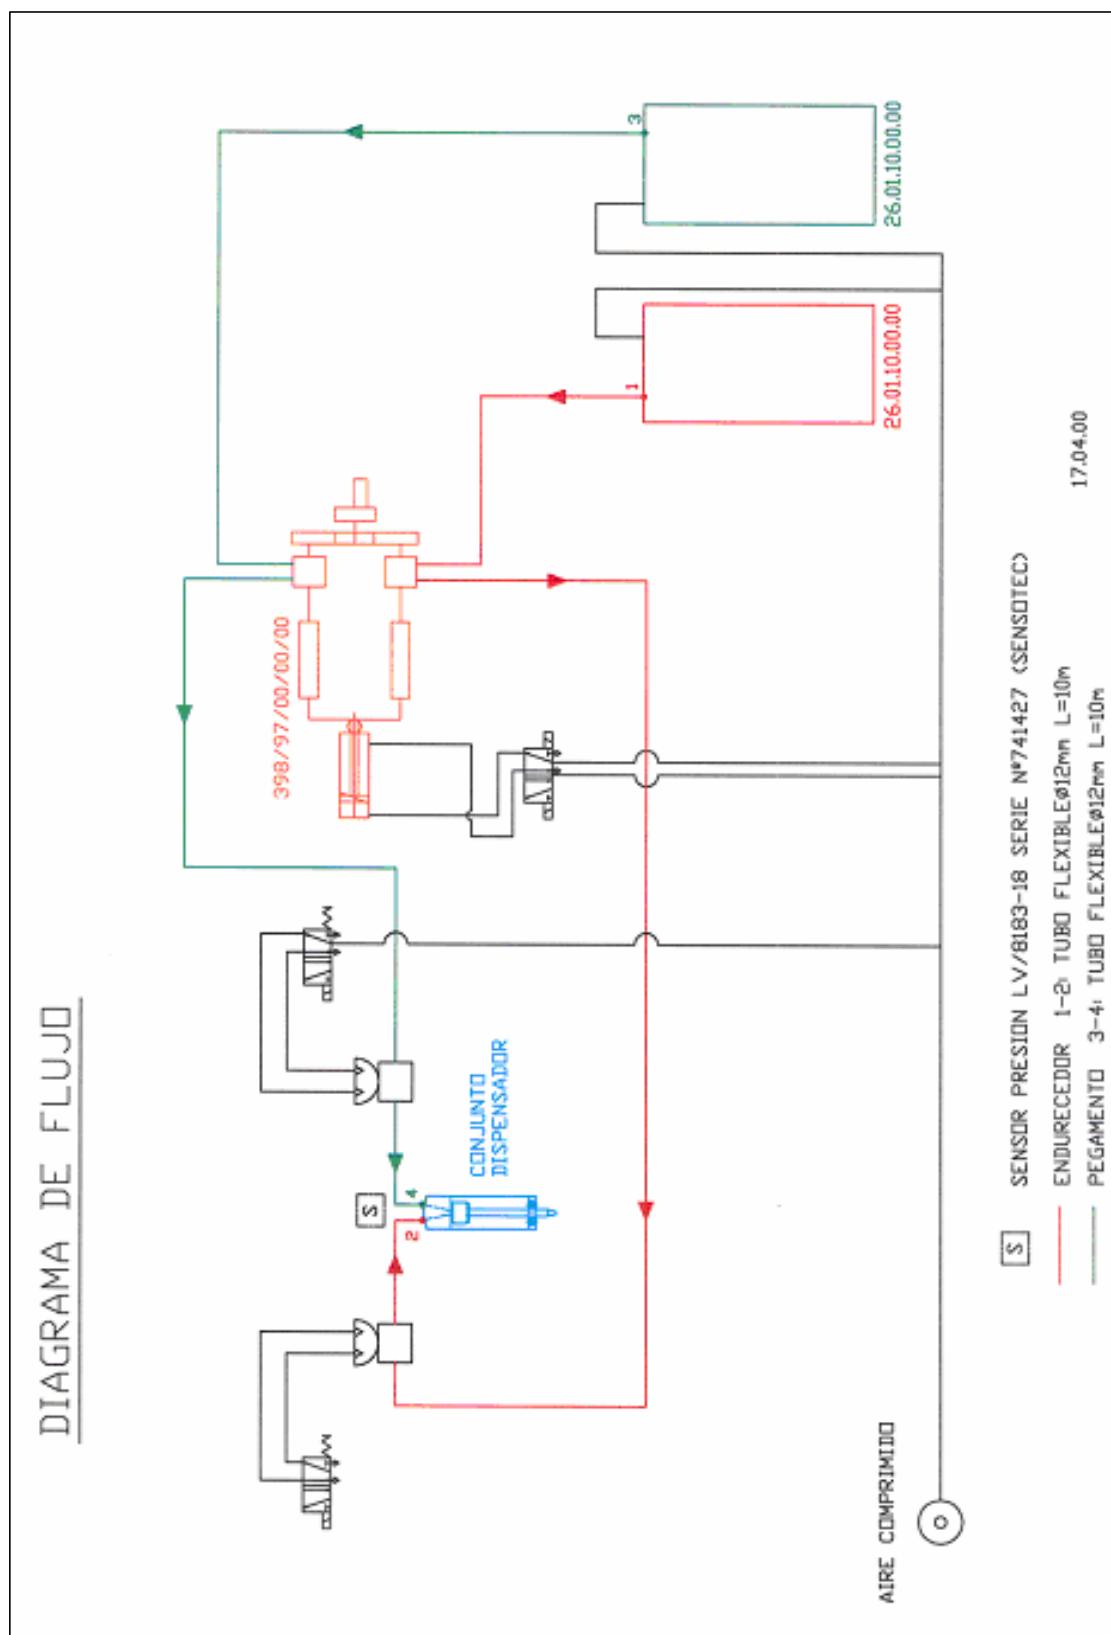 DIAGRAMA DE FLUJO
398/97/00/00/00
3
26.01.10.00.00
1
26.01.10.00.00
S
2
4
CONJUNTO
DISPENSADOR
AIRE COMPRIMIDO
S SENSOR PRESION LV/8183-18 SERIE Nº741427 (SENSOTEC)
ENDURECEDOR 1-2: TUBO FLEXIBLEø12mm L=10m
PEGAMENTO 3-4: TUBO FLEXIBLEø12mm L=10m
17.04.00